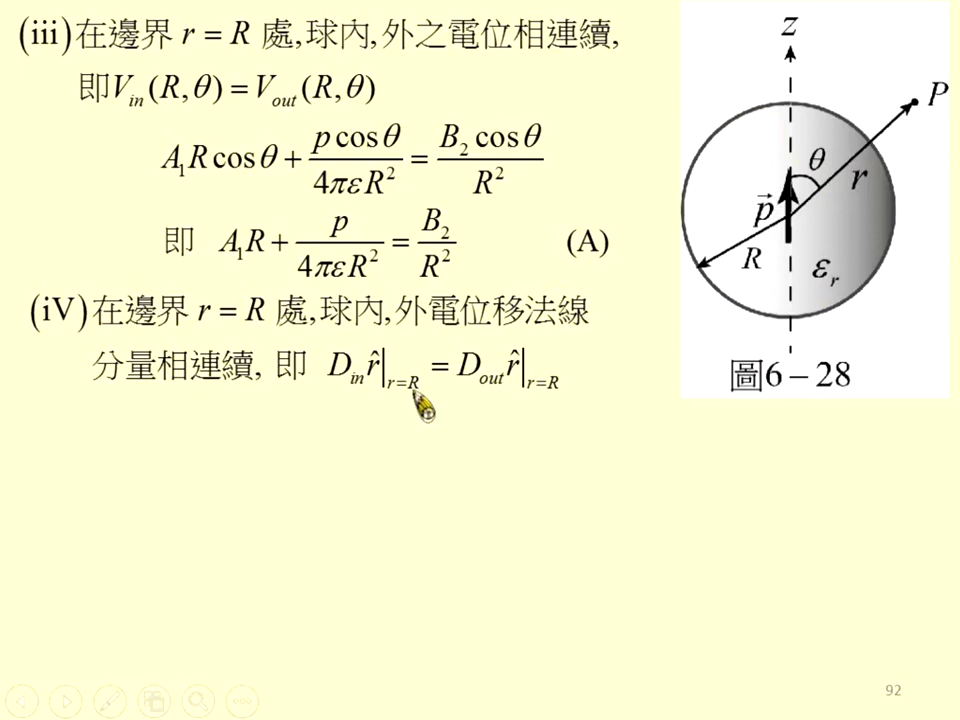 (iii) 在邊界 r = R 處, 球內, 外之電位相連續,
即 V_in (R, θ) = V_out (R, θ)
A₁R cos θ + p cos θ / 4πεR² = B₂ cos θ / R²
即 A₁R + p / 4πεR² = B₂ / R² (A)
(iV) 在邊界 r = R 處, 球內, 外電位移法線
分量相連續, 即 D_in r̂|_{r=R} = D_out r̂|_{r=R}
z
P
θ
r
p⃗
R
ε_r
圖6 – 28
92